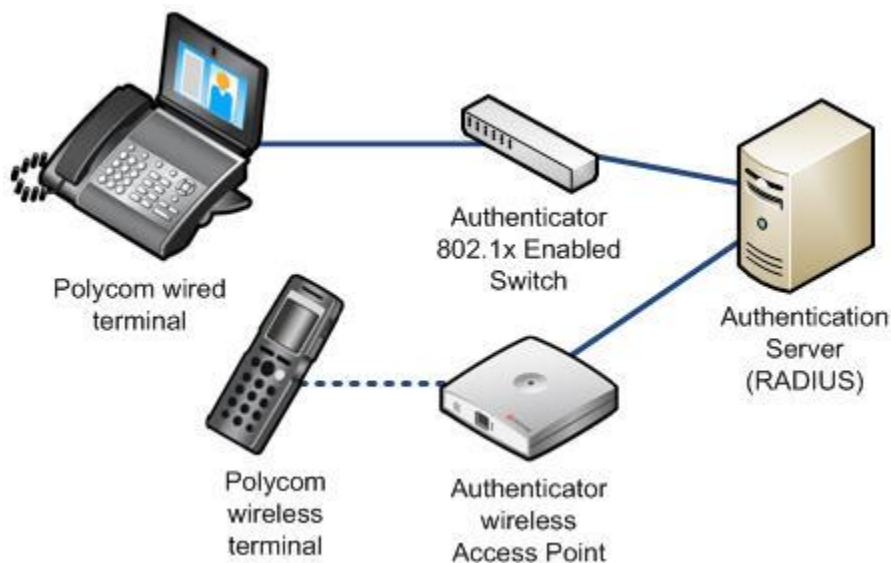 Polycom wired
terminal
Authenticator
802.1x Enabled
Switch
Authentication
Server
(RADIUS)
Polycom
wireless
terminal
Authenticator
wireless
Access Point